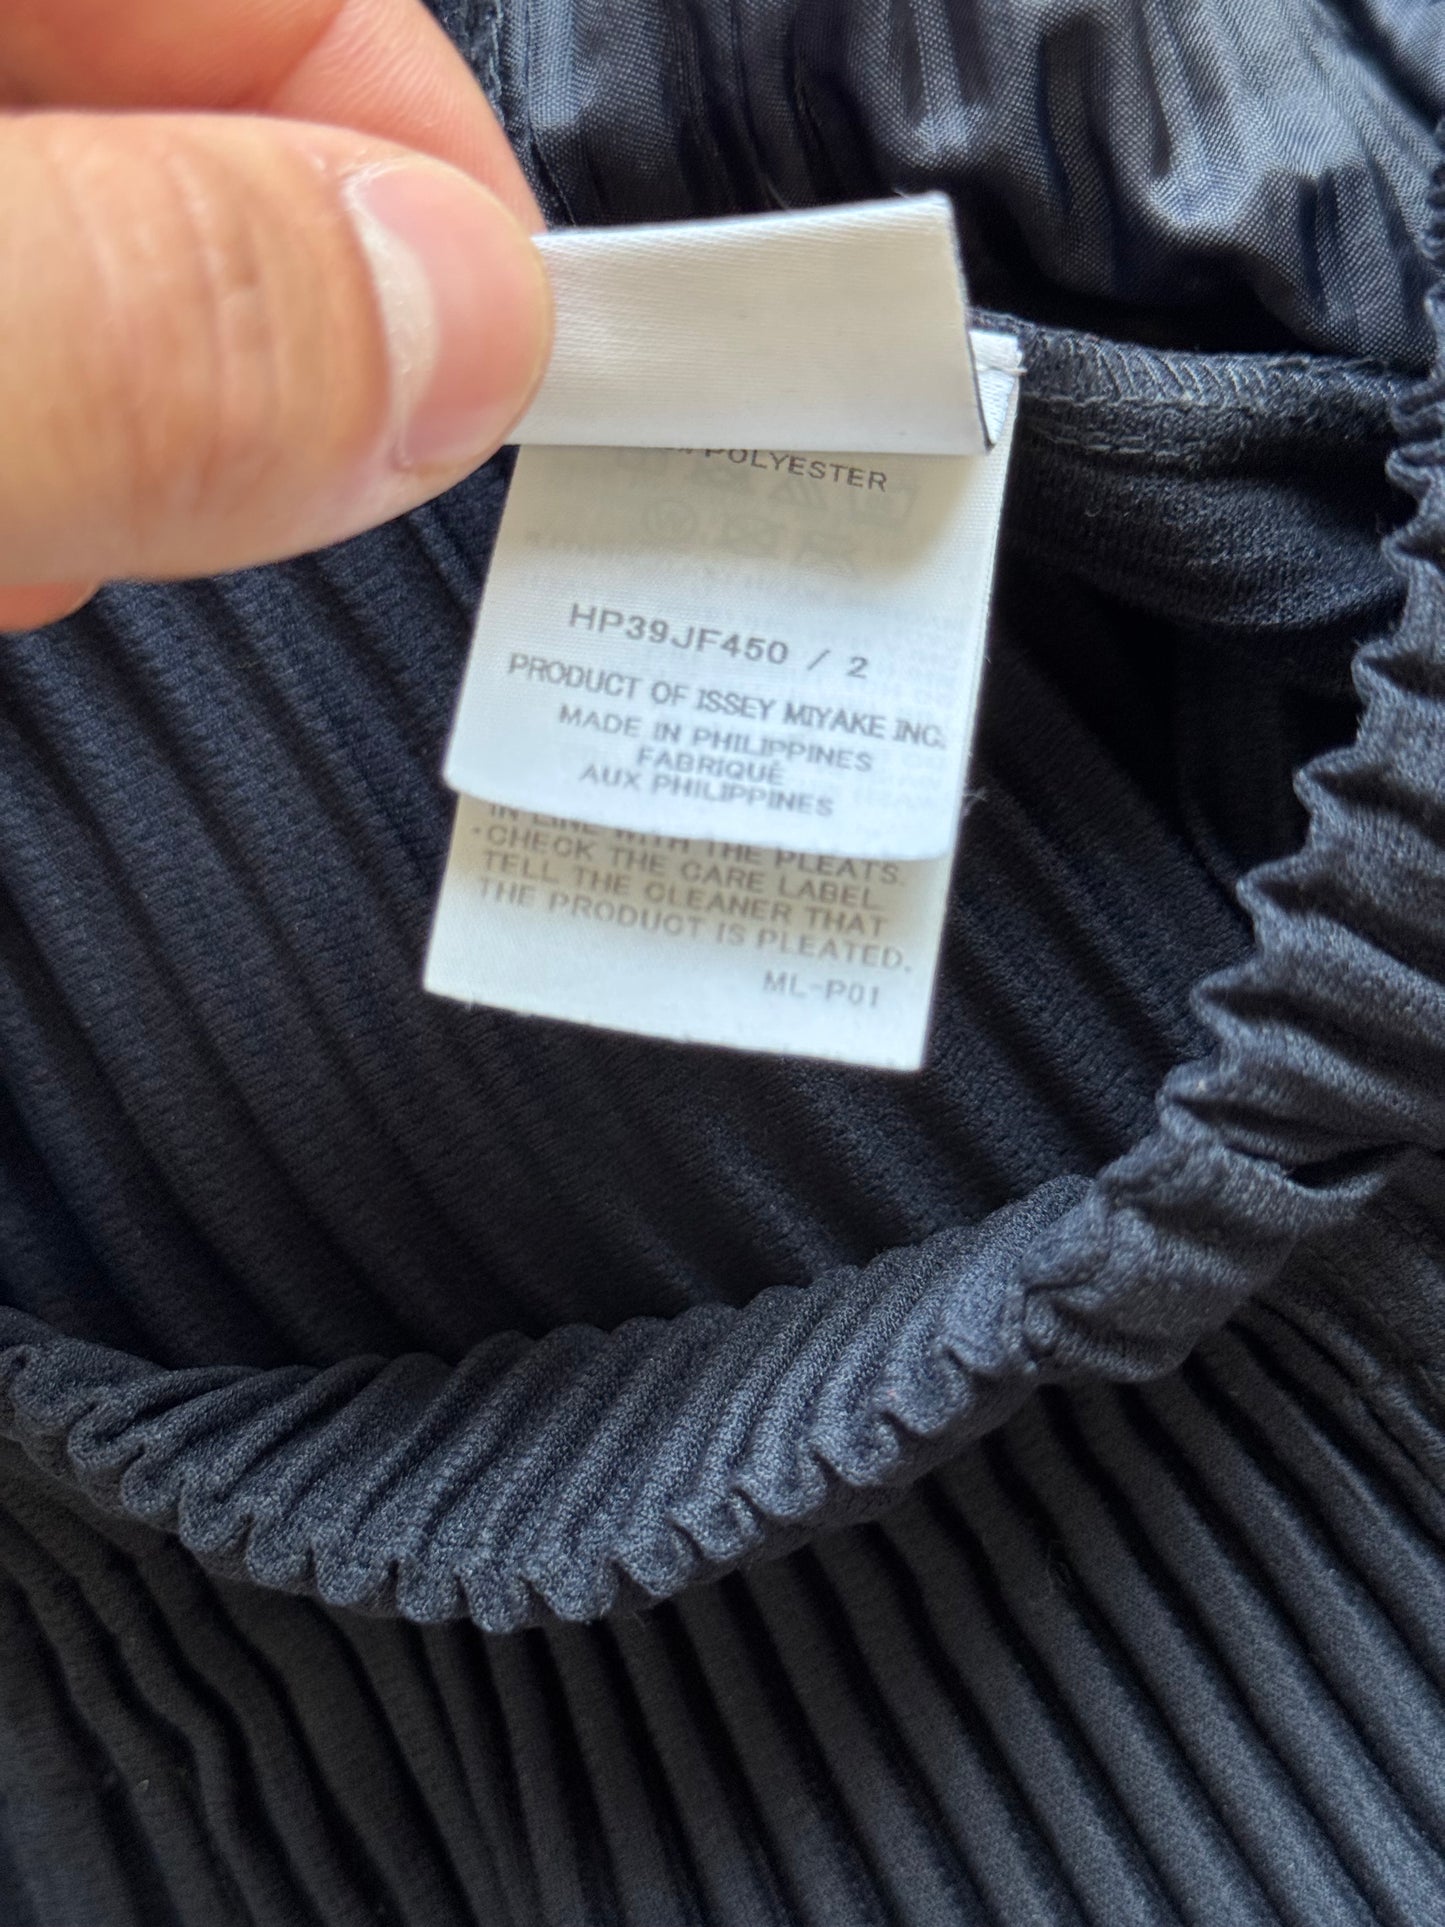 POLYESTER
HP39JF450 / 2
PRODUCT OF ISSEY MIYAKE INC.
MADE IN PHILIPPINES
FABRIQUÉ
AUX PHILIPPINES
IN LINE WITH THE PLEATS.
・CHECK THE CARE LABEL
TELL THE CLEANER THAT
THE PRODUCT IS PLEATED.
ML-P01